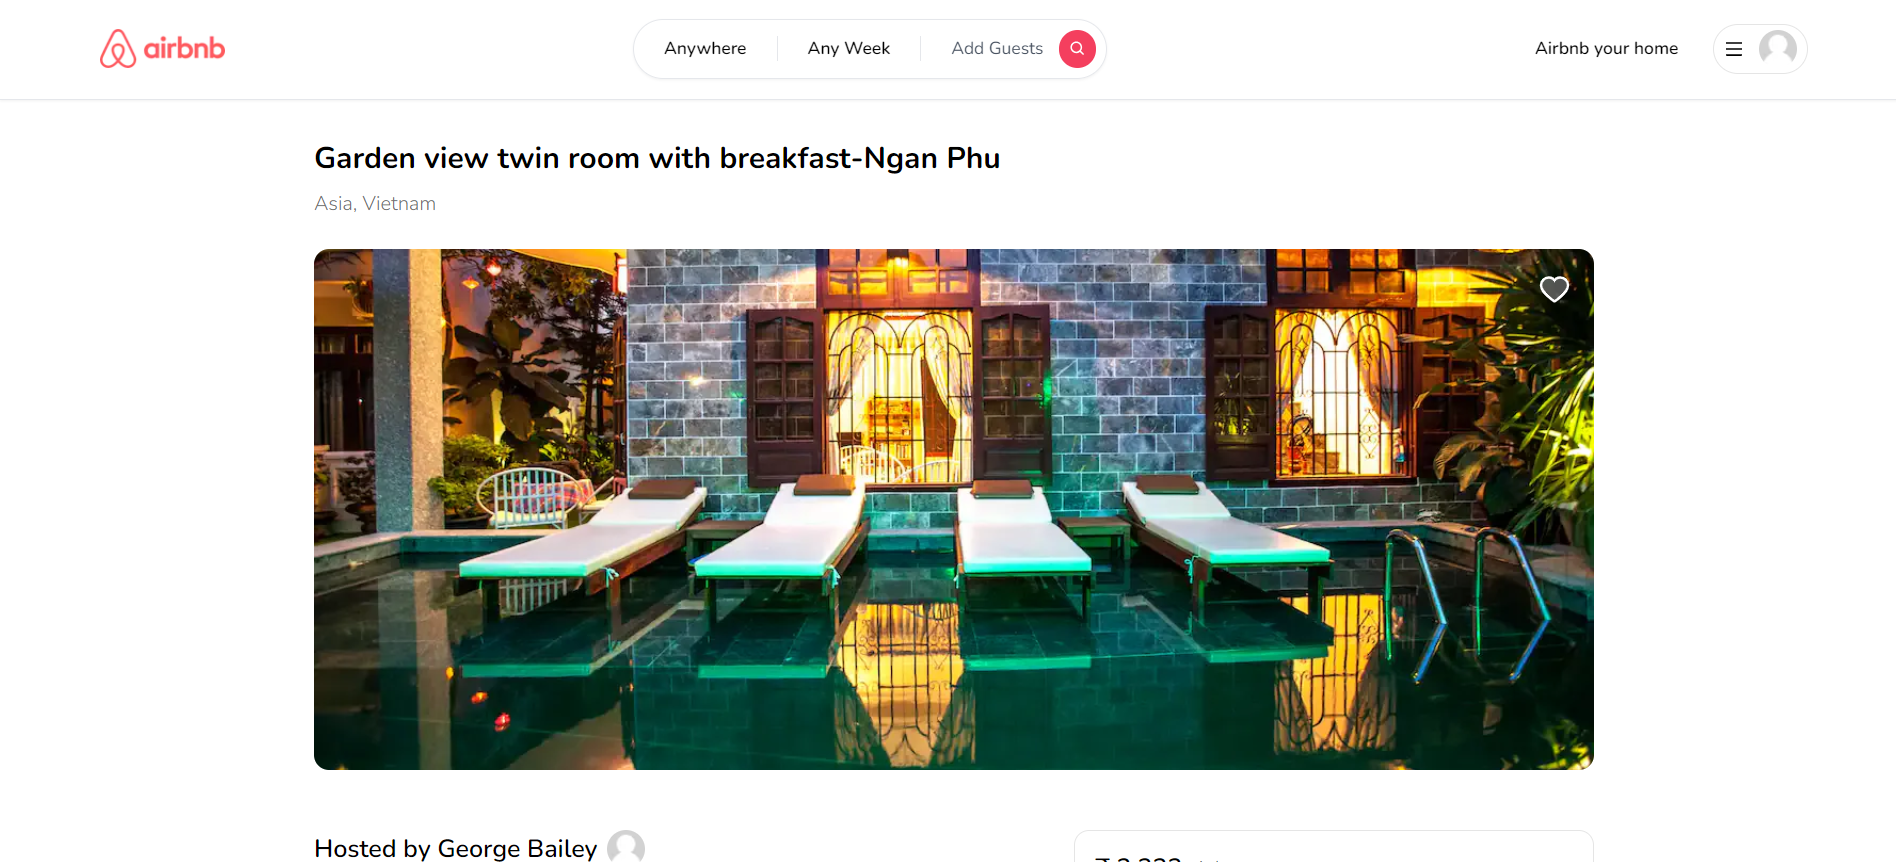 airbnb
Anywhere
Any Week
Add Guests
Airbnb your home
Garden view twin room with breakfast-Ngan Phu
Asia, Vietnam
Hosted by George Bailey